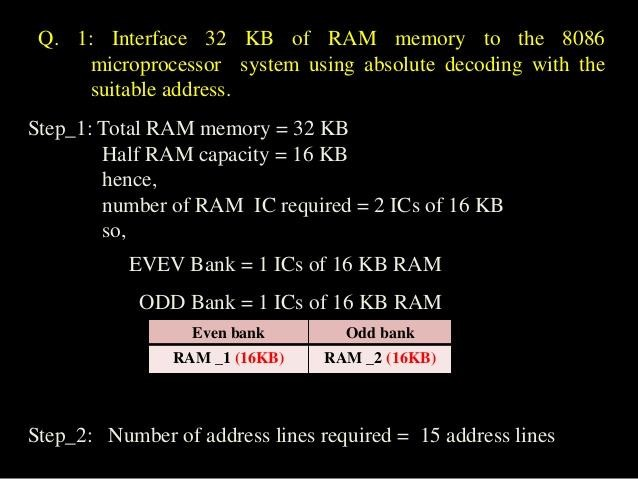 Q. 1: Interface 32 KB of RAM memory to the 8086
microprocessor system using absolute decoding with the
suitable address.
Step_1: Total RAM memory = 32 KB
Half RAM capacity = 16 KB
hence,
number of RAM IC required = 2 ICs of 16 KB
so,
EVEV Bank = 1 ICs of 16 KB RAM
ODD Bank = 1 ICs of 16 KB RAM
Even bank Odd bank
RAM _1 (16KB) RAM _2 (16KB)
Step_2: Number of address lines required = 15 address lines